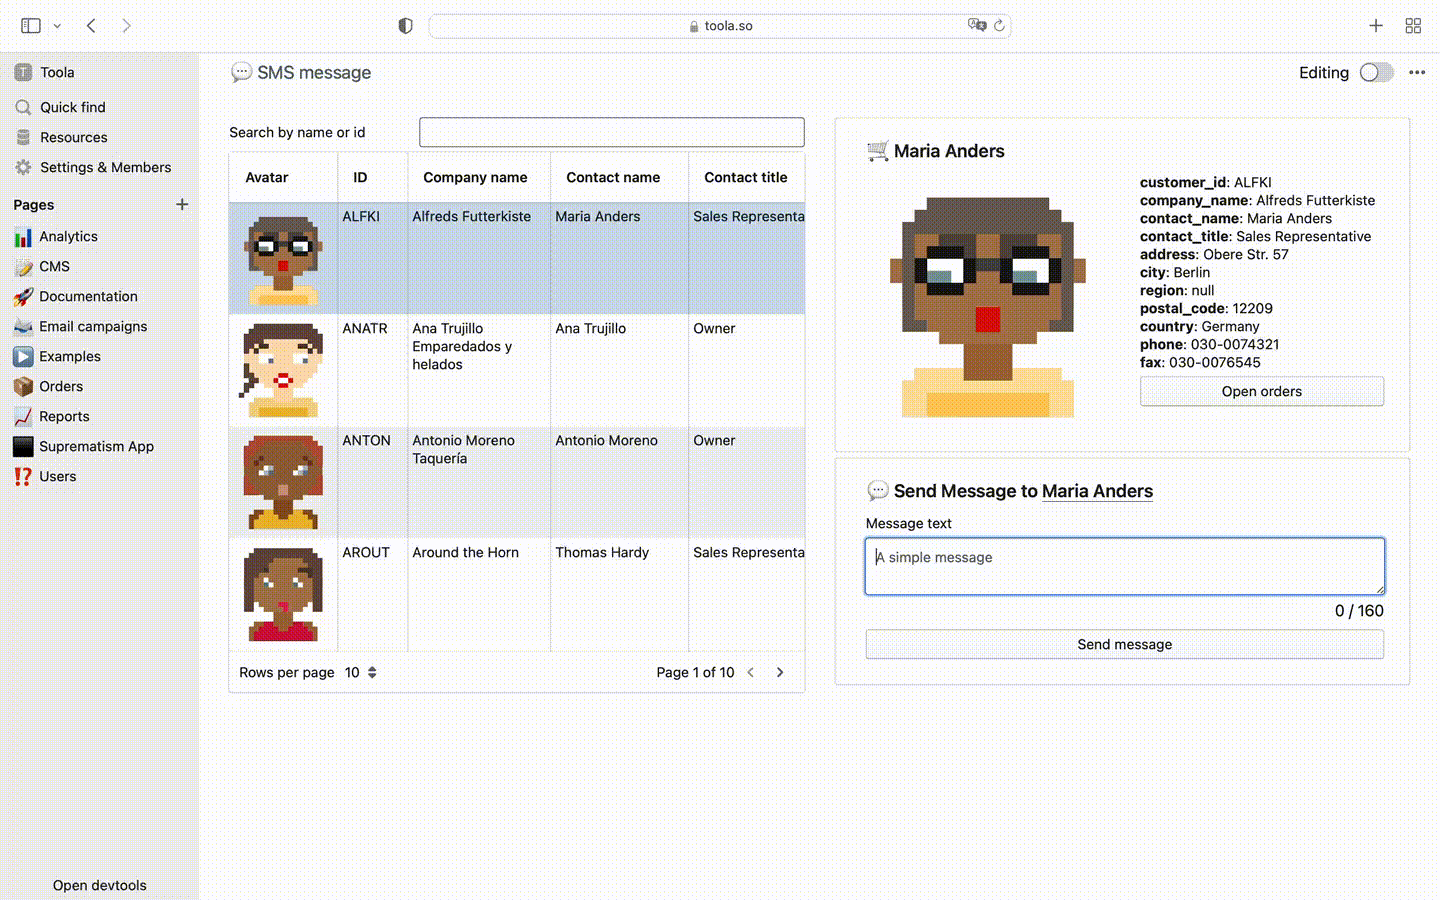 toola.so
Toola
Quick find
Resources
Settings & Members
Pages
Analytics
CMS
Documentation
Email campaigns
Examples
Orders
Reports
Suprematism App
Users
Open devtools
SMS message
Editing
Search by name or id
Avatar ID Company name Contact name Contact title
ALFKI Alfreds Futterkiste Maria Anders Sales Representa
ANATR Ana Trujillo Ana Trujillo Owner
Emparedados y
helados
ANTON Antonio Moreno Antonio Moreno Owner
Taquería
AROUT Around the Horn Thomas Hardy Sales Representa
Rows per page 10 Page 1 of 10
Maria Anders
customer_id: ALFKI
company_name: Alfreds Futterkiste
contact_name: Maria Anders
contact_title: Sales Representative
address: Obere Str. 57
city: Berlin
region: null
postal_code: 12209
country: Germany
phone: 030-0074321
fax: 030-0076545
Open orders
Send Message to Maria Anders
Message text
A simple message
0 / 160
Send message